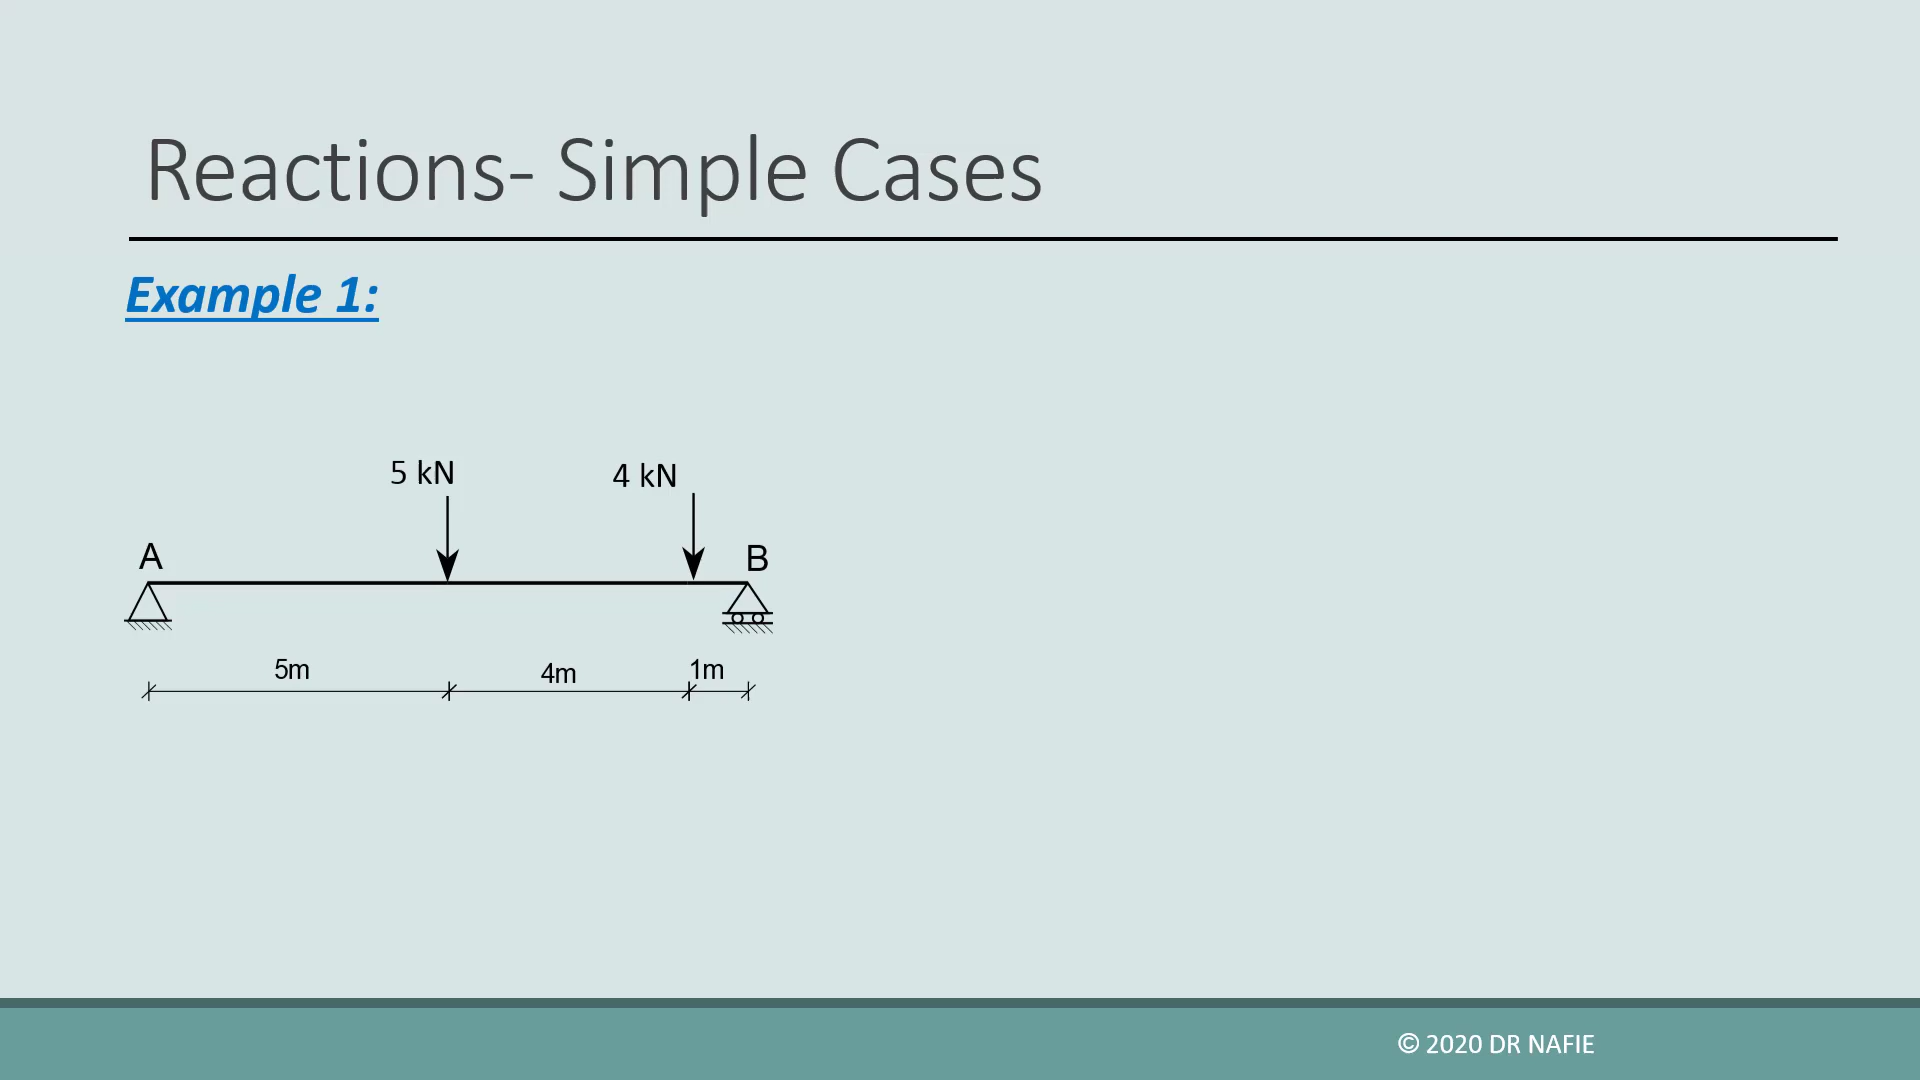 Reactions- Simple Cases
Example 1:
5 kN
4 kN
A
B
5m
4m
1m
© 2020 DR NAFIE